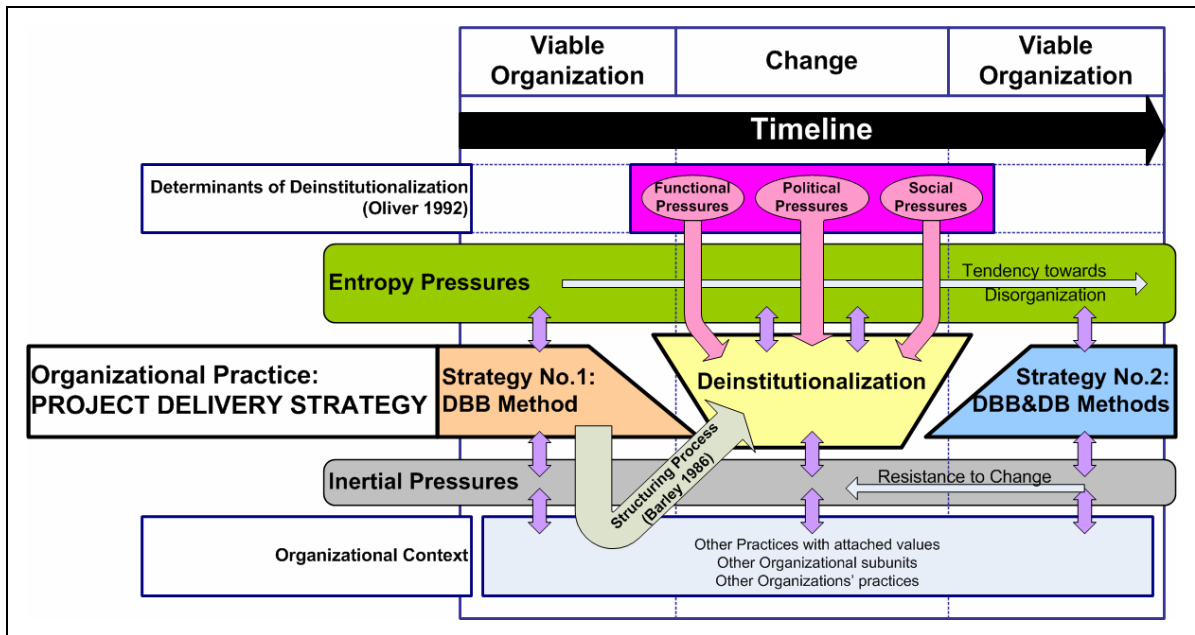 Viable
Organization
Change
Viable
Organization
Timeline
Determinants of Deinstitutionalization
(Oliver 1992)
Functional
Pressures
Political
Pressures
Social
Pressures
Entropy Pressures
Tendency towards
Disorganization
Organizational Practice:
PROJECT DELIVERY STRATEGY
Strategy No.1:
DBB Method
Deinstitutionalization
Strategy No.2:
DBB&DB Methods
Structuring Process
(Barley 1986)
Inertial Pressures
Resistance to Change
Organizational Context
Other Practices with attached values
Other Organizational subunits
Other Organizations' practices